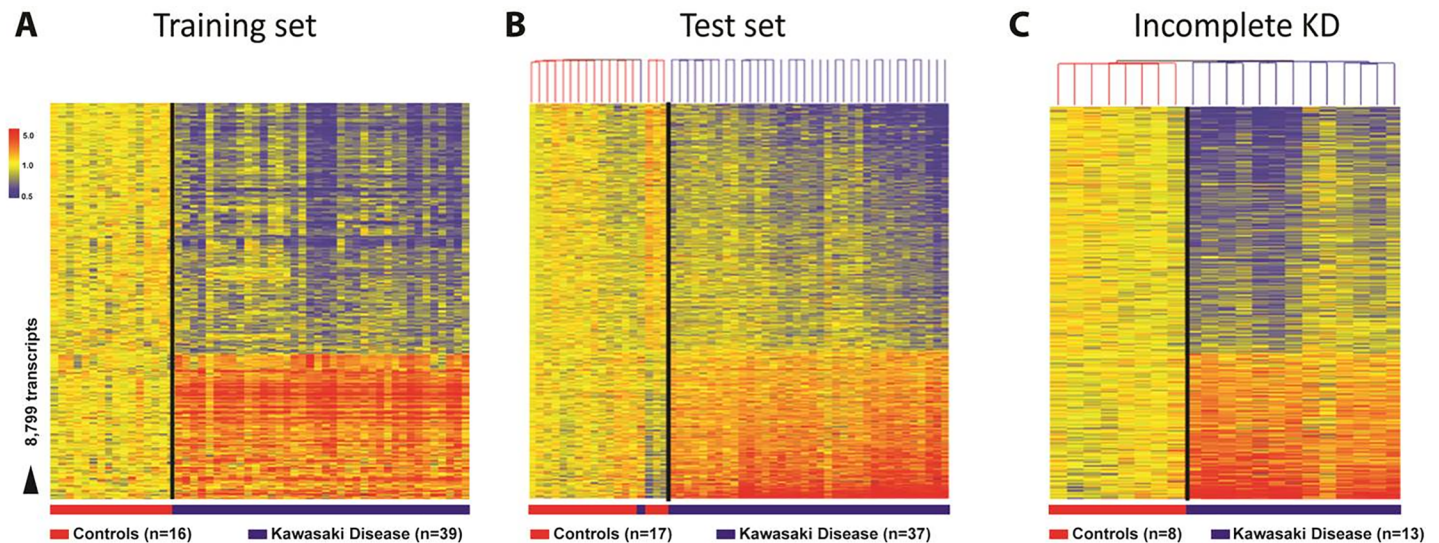 A Training set
B Test set
C Incomplete KD
5.0
1.0
0.5
8,799 transcripts
Controls (n=16) Kawasaki Disease (n=39)
Controls (n=17) Kawasaki Disease (n=37)
Controls (n=8) Kawasaki Disease (n=13)